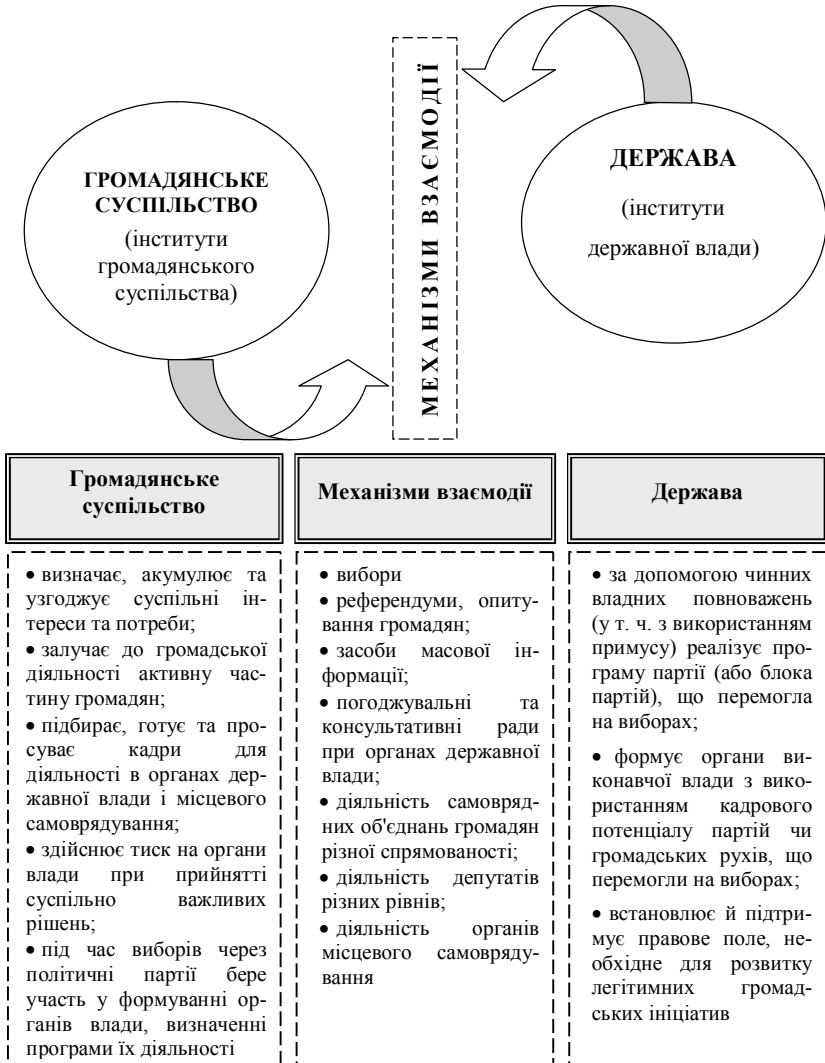 ГРОМАДЯНСЬКЕ
СУСПІЛЬСТВО
(інститути
громадянського
суспільства)
МЕХАНІЗМИ ВЗАЄМОДІЇ
ДЕРЖАВА
(інститути
державної влади)
Громадянське
суспільство
• визначає, акумулює та
узгоджує суспільні ін-
тереси та потреби;
• залучає до громадської
діяльності активну час-
тину громадян;
• підбирає, готує та про-
суває кадри для
діяльності в органах дер-
жавної влади і місцевого
самоврядування;
• здійснює тиск на органи
влади при прийнятті
суспільно важливих
рішень;
• під час виборів через
політичні партії бере
участь у формуванні ор-
ганів влади, визначенні
програми їх діяльності
Механізми взаємодії
• вибори
• референдуми, опиту-
вання громадян;
• засоби масової ін-
формації;
• погоджувальні та
консультативні ради
при органах державної
влади;
• діяльність самовряд-
них об'єднань громадян
різної спрямованості;
• діяльність депутатів
різних рівнів;
• діяльність органів
місцевого самовряду-
вання
Держава
• за допомогою чинних
владних повноважень
(у т. ч. з використанням
примусу) реалізує про-
граму партії (або блока
партій), що перемогла
на виборах;
• формує органи ви-
конавчої влади з вико-
ристанням кадрового
потенціалу партій чи
громадських рухів, що
перемогли на виборах;
• встановлює й підтри-
мує правове поле, не-
обхідне для розвитку
легітимних громад-
ських ініціатив